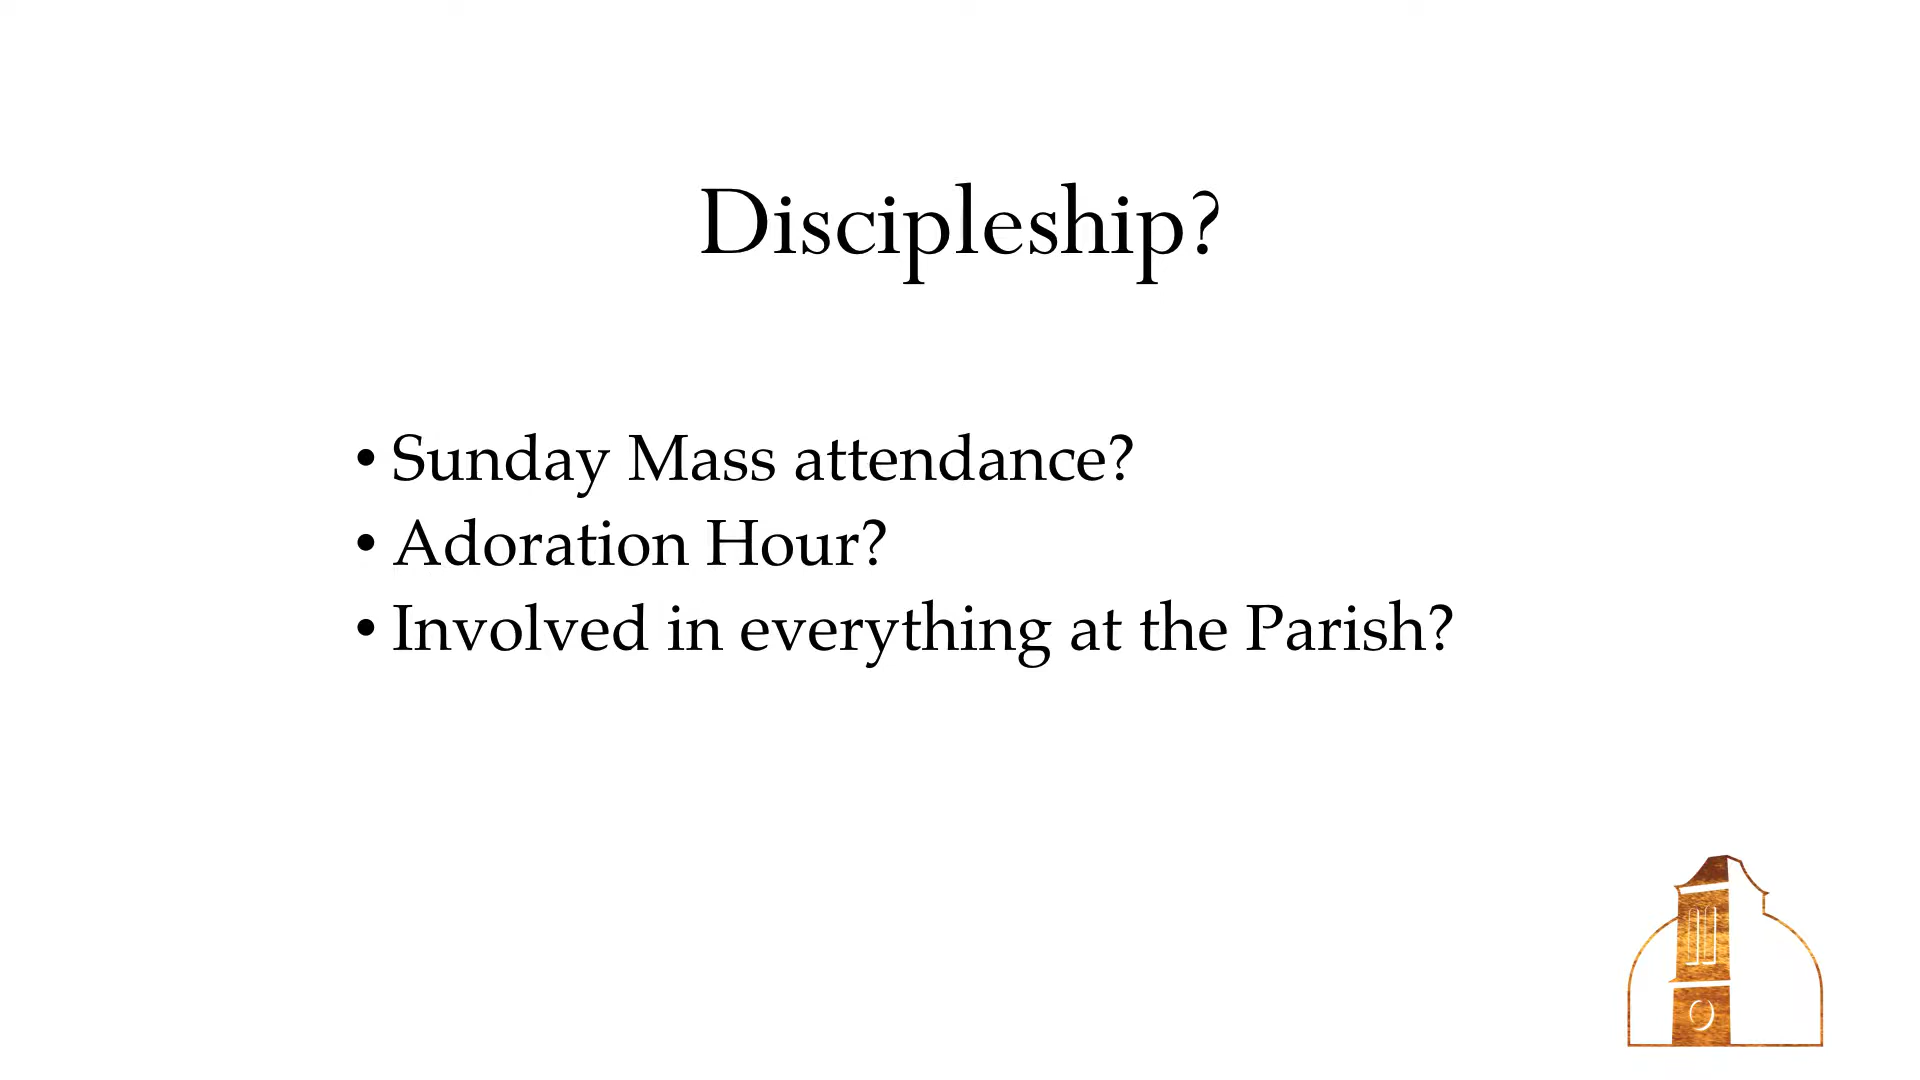 Discipleship?
• Sunday Mass attendance?
• Adoration Hour?
• Involved in everything at the Parish?